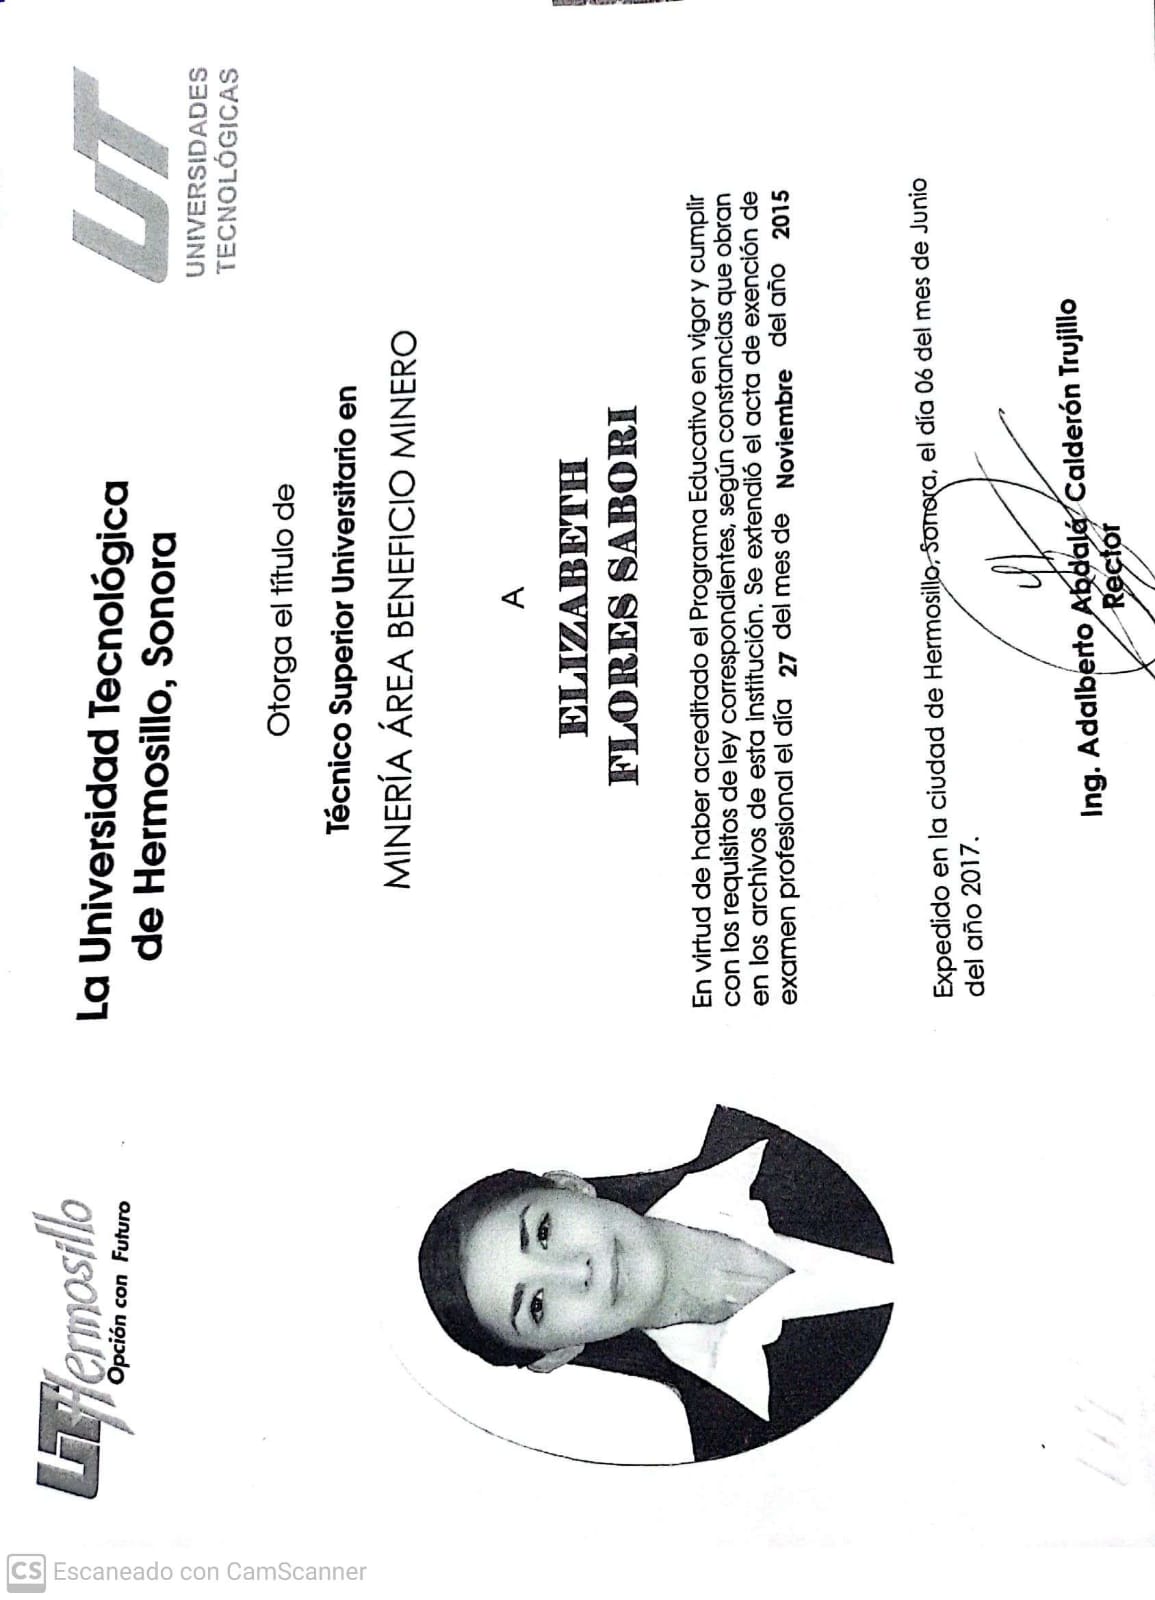 UTHermosillo
Opción con Futuro
La Universidad Tecnológica
de Hermosillo, Sonora
UT
UNIVERSIDADES
TECNOLÓGICAS
Otorga el título de
Técnico Superior Universitario en
MINERÍA ÁREA BENEFICIO MINERO
A
ELIZABETH
FLORES SABORI
En virtud de haber acreditado el Programa Educativo en vigor y cumplir
con los requisitos de ley correspondientes, según constancias que obran
en los archivos de esta institución. Se extendió el acta de exención de
examen profesional el día 27 del mes de Noviembre del año 2015
Expedido en la ciudad de Hermosillo, Sonora, el día 06 del mes de Junio
del año 2017.
Ing. Adalberto Abdalá Calderón Trujillo
Rector
CS Escaneado con CamScanner